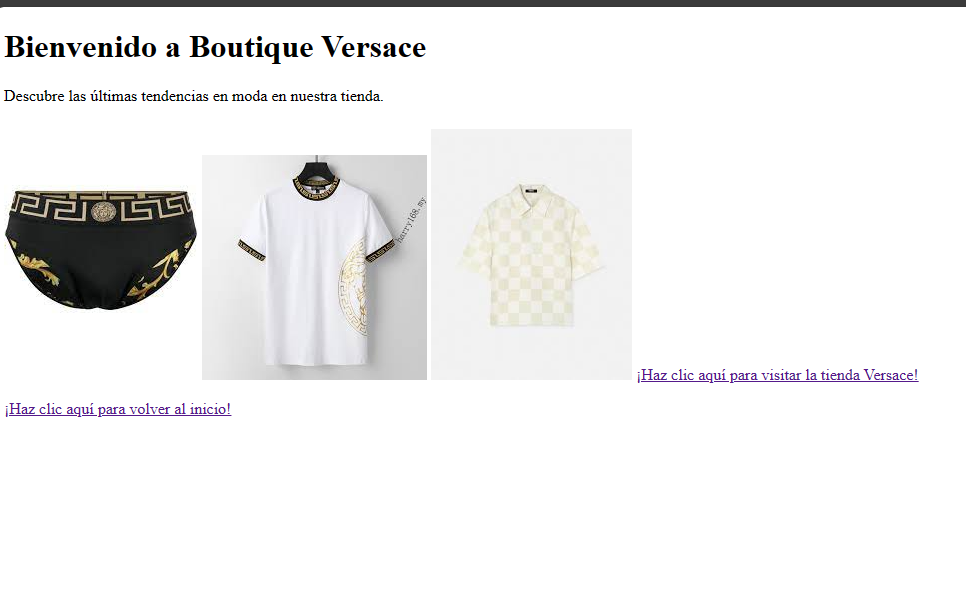 Bienvenido a Boutique Versace
Descubre las últimas tendencias en moda en nuestra tienda.
harry168.my
¡Haz clic aquí para visitar la tienda Versace!
¡Haz clic aquí para volver al inicio!